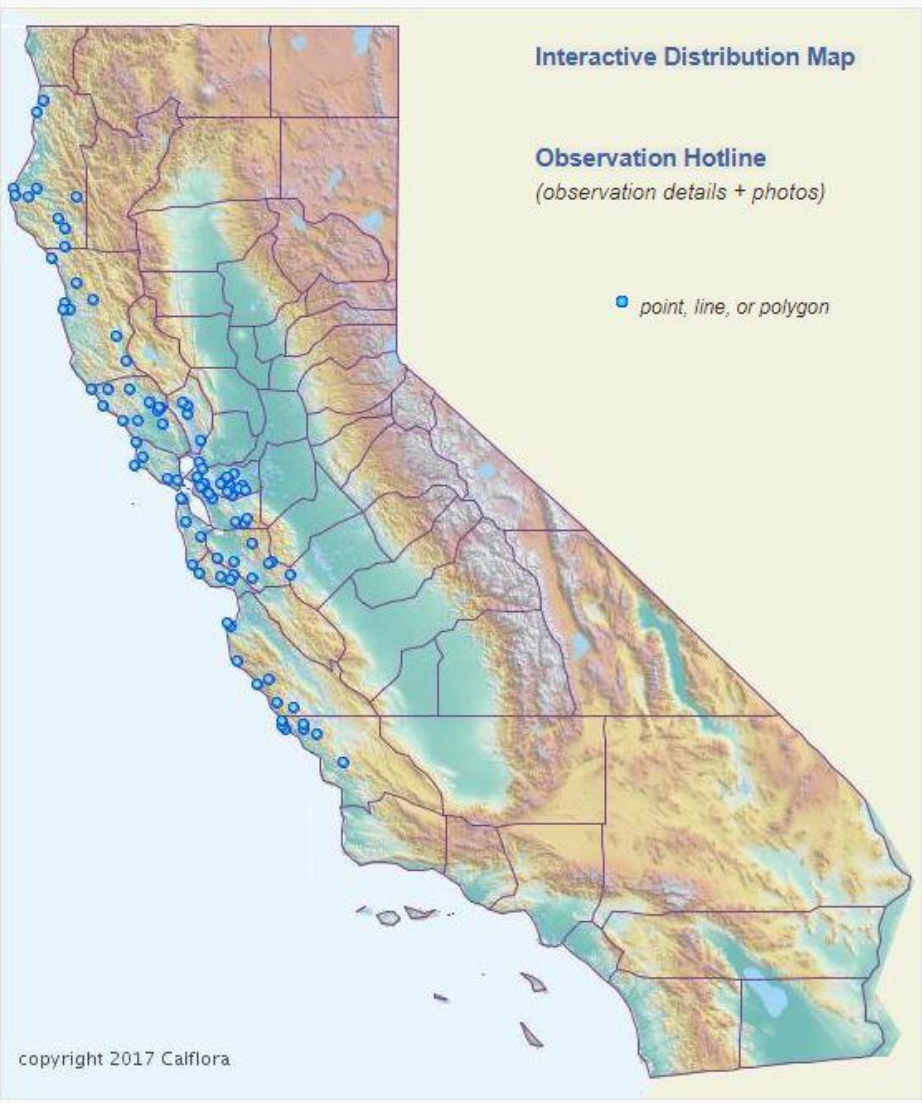 Interactive Distribution Map
Observation Hotline
(observation details + photos)
point, line, or polygon
copyright 2017 Calflora